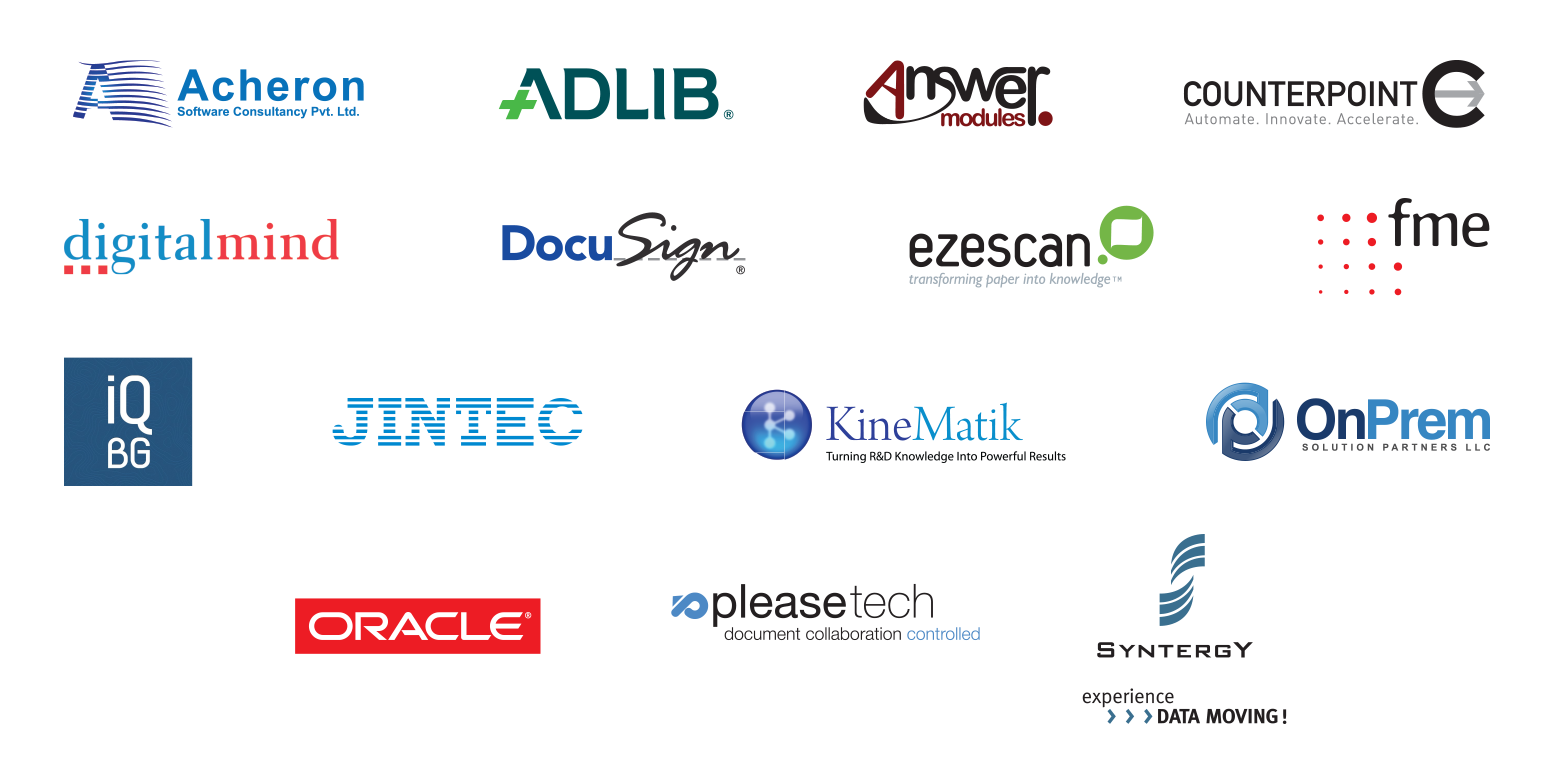 Acheron
Software Consultancy Pvt. Ltd.
ADLIB®
Answer
modules
COUNTERPOINT
Automate. Innovate. Accelerate.
digitalmind
DocuSign®
ezescan
transforming paper into knowledge™
fme
iQ
BG
JINTEC
KineMatik
Turning R&D Knowledge Into Powerful Results
OnPrem
SOLUTION PARTNERS LLC
ORACLE®
pleasetech
document collaboration controlled
SYNTERGY
experience
DATA MOVING!